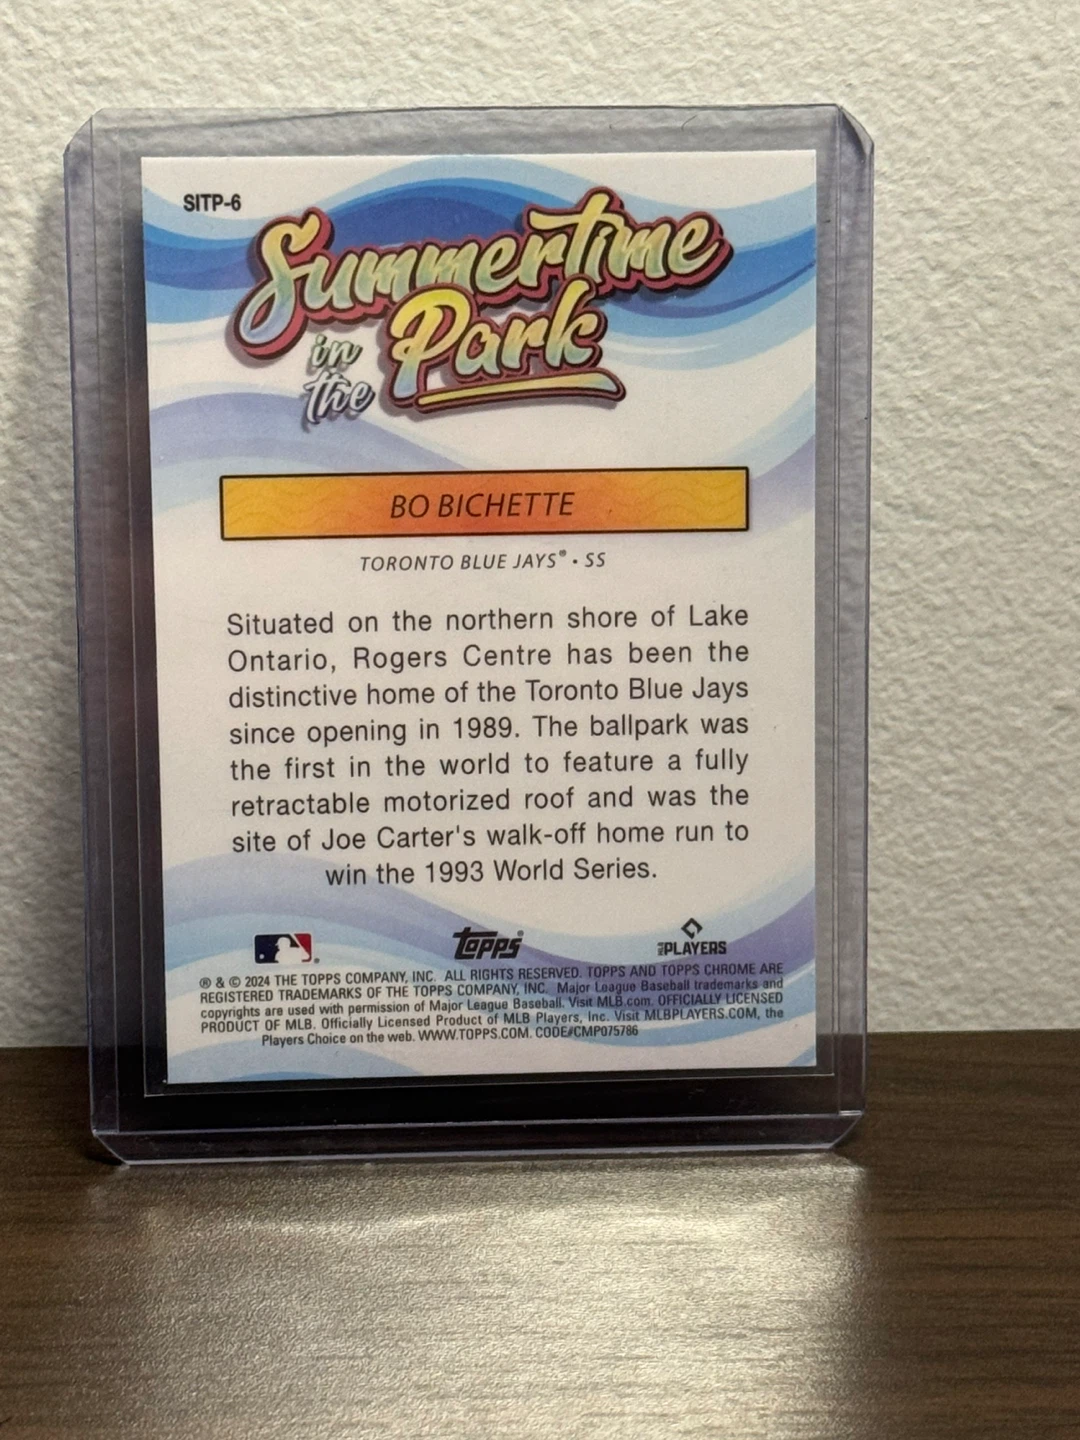 SITP-6
Summertime
in the Park
BO BICHETTE
TORONTO BLUE JAYS® • SS
Situated on the northern shore of Lake
Ontario, Rogers Centre has been the
distinctive home of the Toronto Blue Jays
since opening in 1989. The ballpark was
the first in the world to feature a fully
retractable motorized roof and was the
site of Joe Carter's walk-off home run to
win the 1993 World Series.
Topps®
PLAYERS
® & © 2024 THE TOPPS COMPANY, INC. ALL RIGHTS RESERVED. TOPPS AND TOPPS CHROME ARE
REGISTERED TRADEMARKS OF THE TOPPS COMPANY, INC. Major League Baseball trademarks and
copyrights are used with permission of Major League Baseball. Visit MLB.com. OFFICIALLY LICENSED
PRODUCT OF MLB. Officially Licensed Product of MLB Players, Inc. Visit MLBPLAYERS.COM, the
Players Choice on the web. WWW.TOPPS.COM. CODE#CMP075786